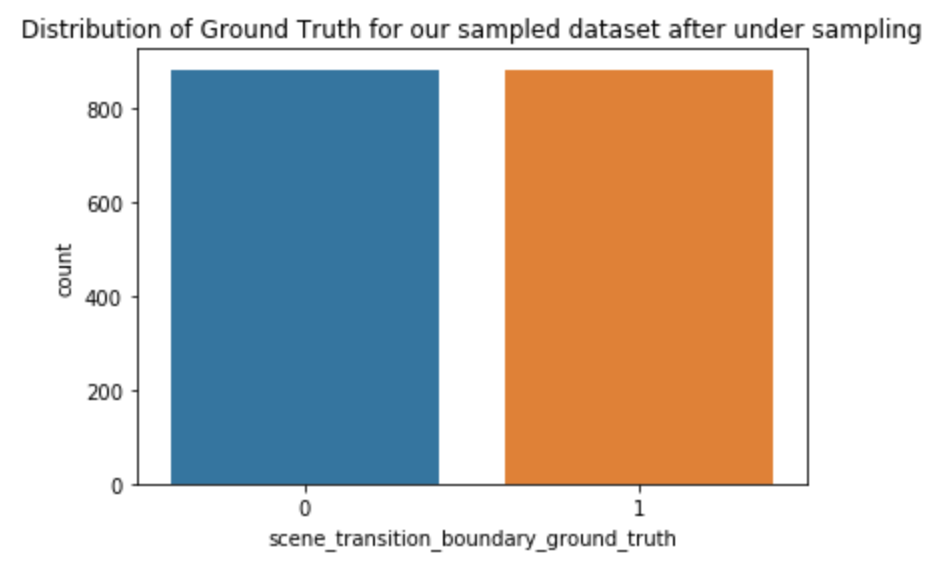 Distribution of Ground Truth for our sampled dataset after under sampling
800
600
400
200
0
count
0
1
scene_transition_boundary_ground_truth